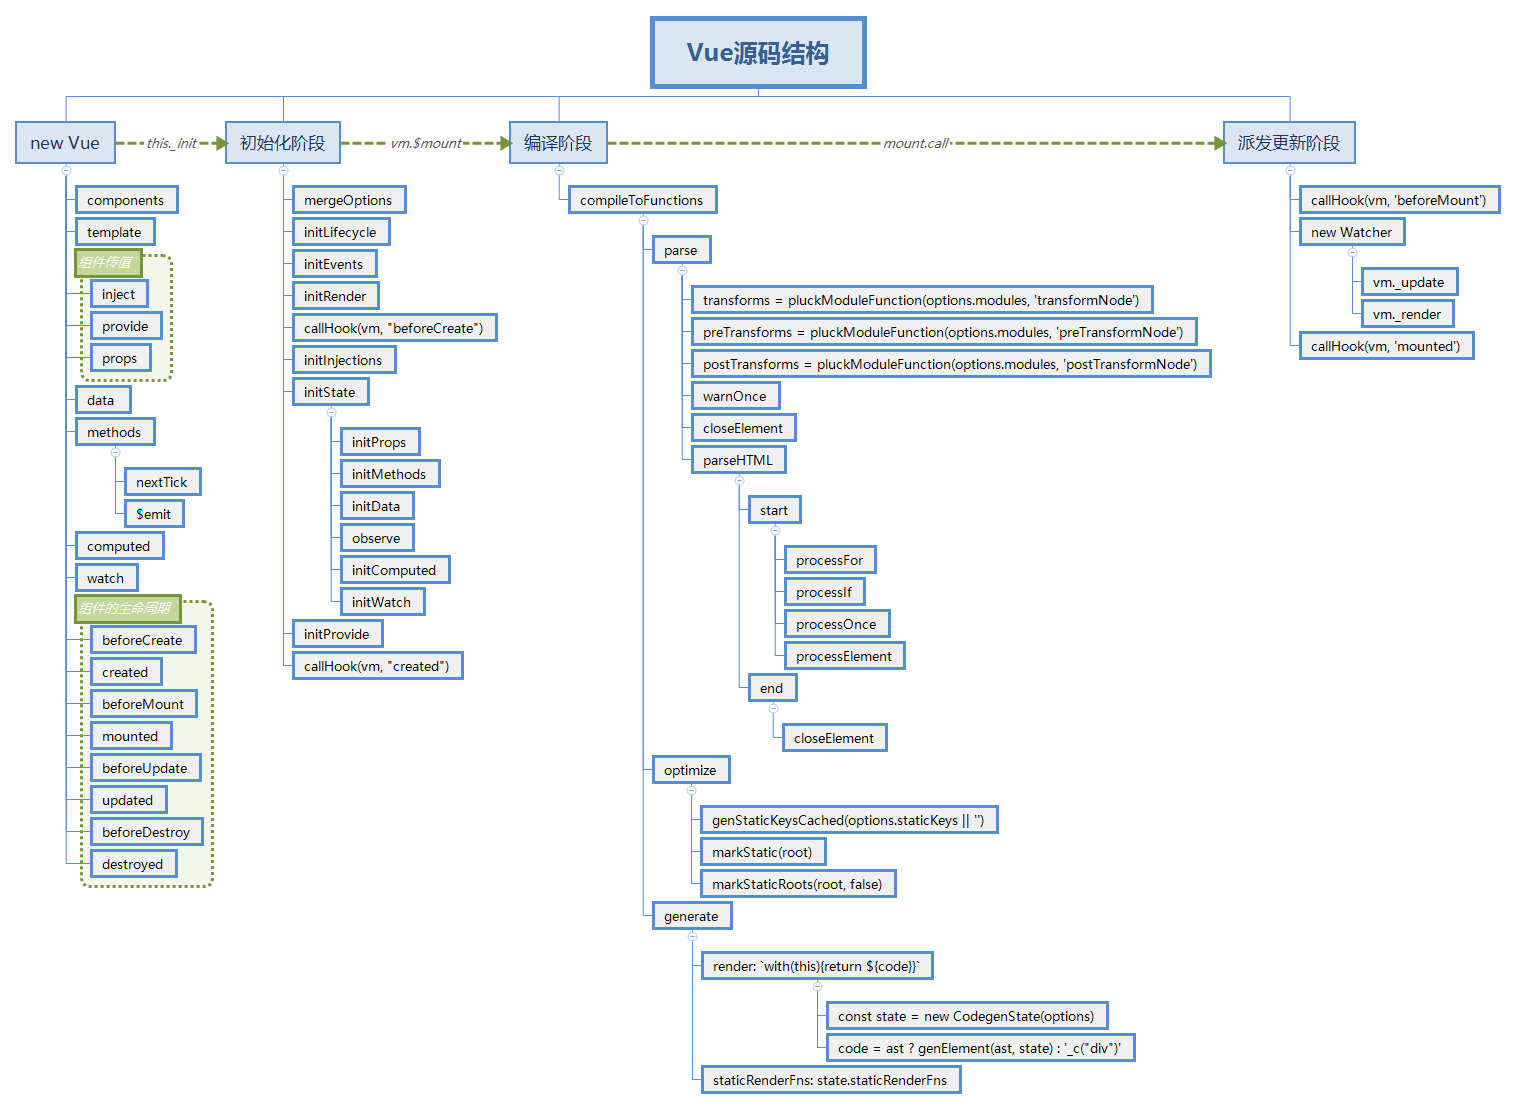 Vue源码结构
new Vue
this._init
初始化阶段
vm.$mount
编译阶段
mount.call
派发更新阶段
components
template
组件传值
inject
provide
props
data
methods
nextTick
$emit
computed
watch
组件的生命周期
beforeCreate
created
beforeMount
mounted
beforeUpdate
updated
beforeDestroy
destroyed
mergeOptions
initLifecycle
initEvents
initRender
callHook(vm, "beforeCreate")
initInjections
initState
initProps
initMethods
initData
observe
initComputed
initWatch
initProvide
callHook(vm, "created")
compileToFunctions
parse
transforms = pluckModuleFunction(options.modules, 'transformNode')
preTransforms = pluckModuleFunction(options.modules, 'preTransformNode')
postTransforms = pluckModuleFunction(options.modules, 'postTransformNode')
warnOnce
closeElement
parseHTML
start
processFor
processIf
processOnce
processElement
end
closeElement
optimize
genStaticKeysCached(options.staticKeys || '')
markStatic(root)
markStaticRoots(root, false)
generate
render: `with(this){return ${code}}`
const state = new CodegenState(options)
code = ast ? genElement(ast, state) : '_c("div")'
staticRenderFns: state.staticRenderFns
callHook(vm, 'beforeMount')
new Watcher
vm._update
vm._render
callHook(vm, 'mounted')